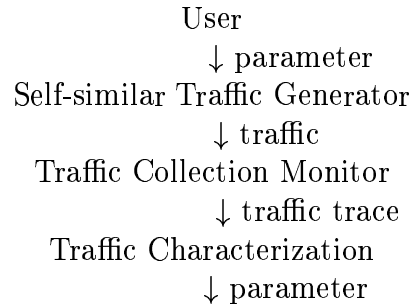 User
↓ parameter
Self-similar Traffic Generator
↓ traffic
Traffic Collection Monitor
↓ traffic trace
Traffic Characterization
↓ parameter